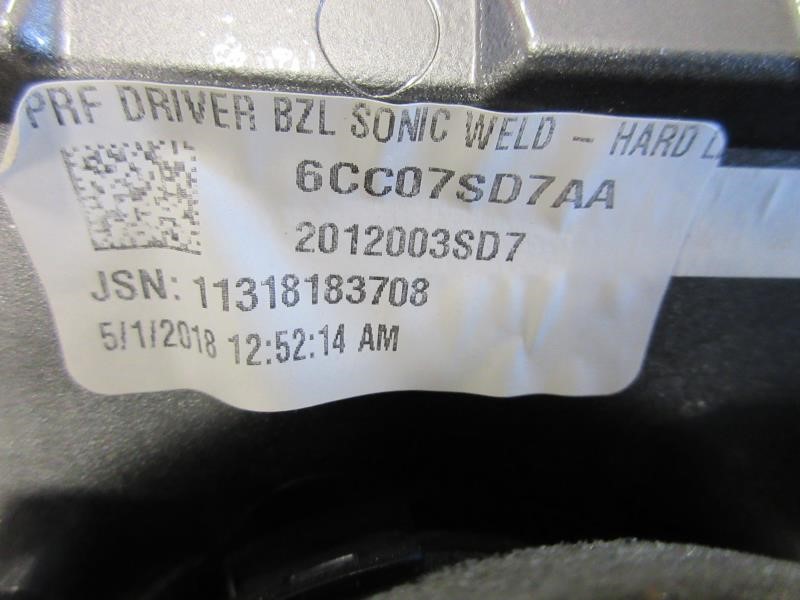 PRF DRIVER BZL SONIC WELD - HARD
6CC07SD7AA
2012003SD7
JSN: 11318183708
5/1/2018 12:52:14 AM